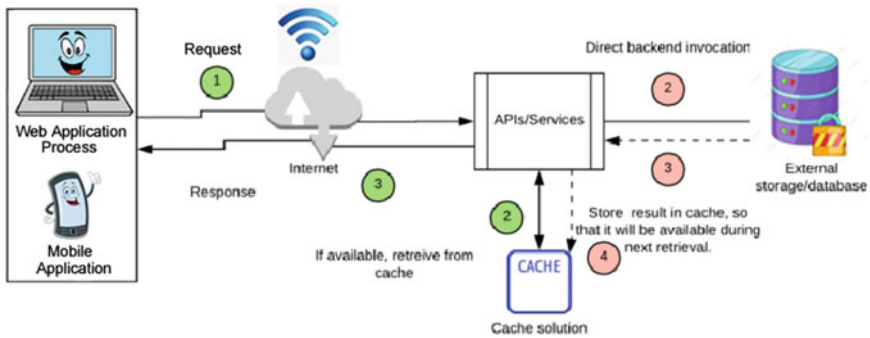 Request
1
Direct backend invocation
2
Web Application
Process
APIs/Services
Internet
3
3
External
storage/database
Response
Mobile
Application
2
Store result in cache, so
that it will be available during
next retrieval.
4
If available, retreive from
cache
CACHE
Cache solution